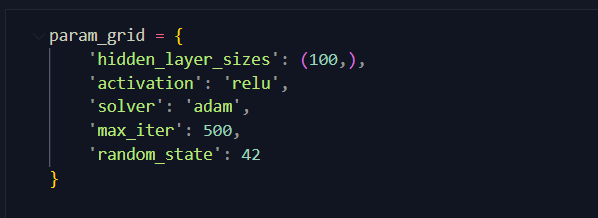 param_grid = {
    'hidden_layer_sizes': (100,),
    'activation': 'relu',
    'solver': 'adam',
    'max_iter': 500,
    'random_state': 42
}